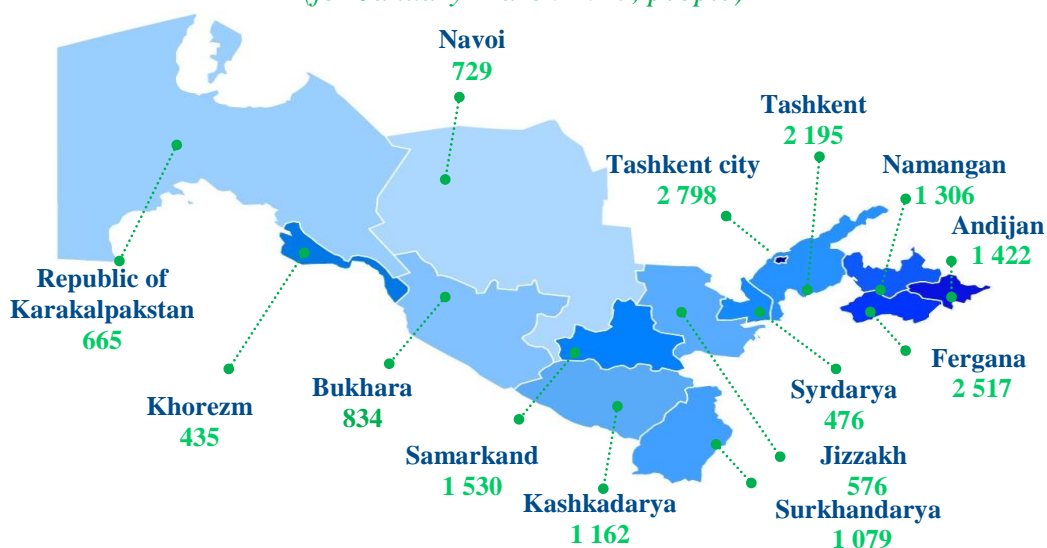 Navoi
729
Tashkent
2 195
Tashkent city
2 798
Namangan
1 306
Andijan
1 422
Republic of
Karakalpakstan
665
Fergana
2 517
Khorezm
435
Bukhara
834
Syrdarya
476
Samarkand
1 530
Jizzakh
576
Kashkadarya
1 162
Surkhandarya
1 079